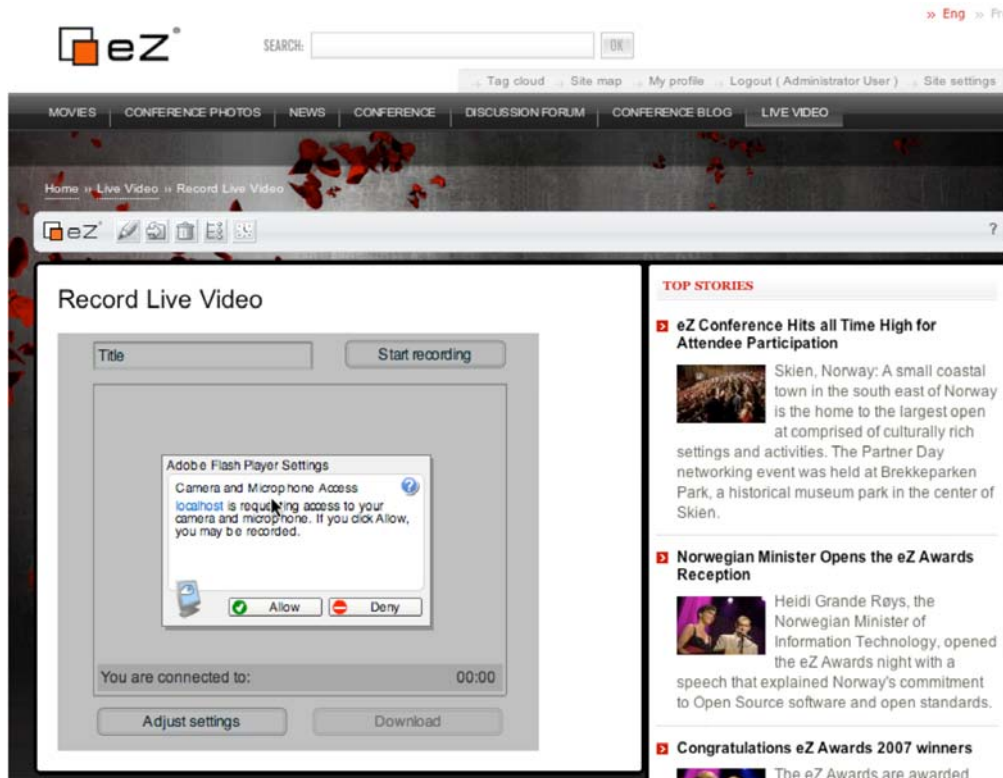 » Eng » Fr
eZ
SEARCH:
OK
Tag cloud Site map My profile Logout ( Administrator User ) Site settings
MOVIES CONFERENCE PHOTOS NEWS CONFERENCE DISCUSSION FORUM CONFERENCE BLOG LIVE VIDEO
Home » Live Video » Record Live Video
eZ
?
Record Live Video
Title
Start recording
Adobe Flash Player Settings
Camera and Microphone Access
?
localhost is requesting access to your
camera and microphone. If you click Allow,
you may be recorded.
Allow
Deny
You are connected to:
00:00
Adjust settings
Download
TOP STORIES
eZ Conference Hits all Time High for
Attendee Participation
Skien, Norway: A small coastal
town in the south east of Norway
is the home to the largest open
at comprised of culturally rich
settings and activities. The Partner Day
networking event was held at Brekkeparken
Park, a historical museum park in the center of
Skien.
Norwegian Minister Opens the eZ Awards
Reception
Heidi Grande Røys, the
Norwegian Minister of
Information Technology, opened
the eZ Awards night with a
speech that explained Norway's commitment
to Open Source software and open standards.
Congratulations eZ Awards 2007 winners
The eZ Awards are awarded